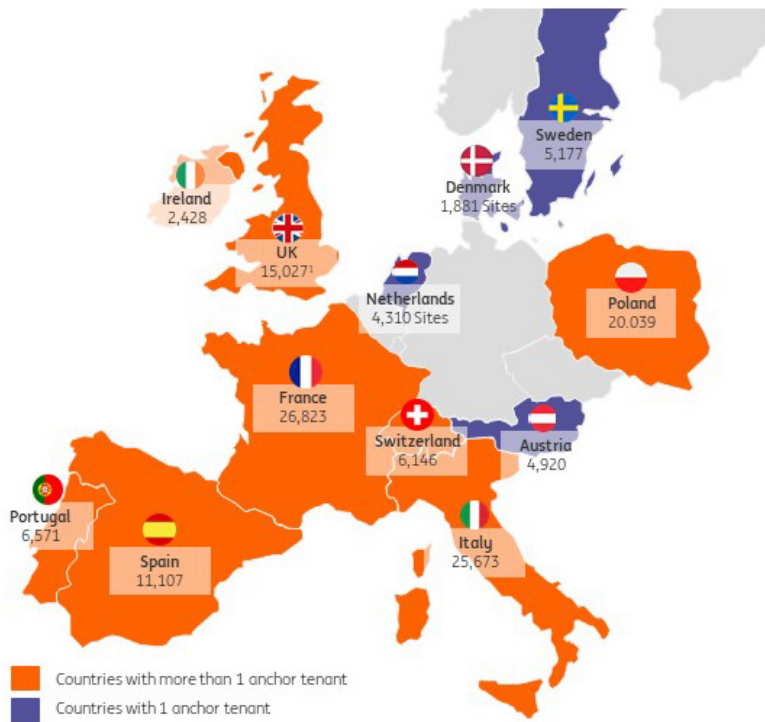 Sweden
5,177
Denmark
1,881 Sites
Ireland
2,428
UK
15,027¹
Netherlands
4,310 Sites
Poland
20.039
France
26,823
Switzerland
6,146
Austria
4,920
Portugal
6,571
Spain
11,107
Italy
25,673
Countries with more than 1 anchor tenant
Countries with 1 anchor tenant